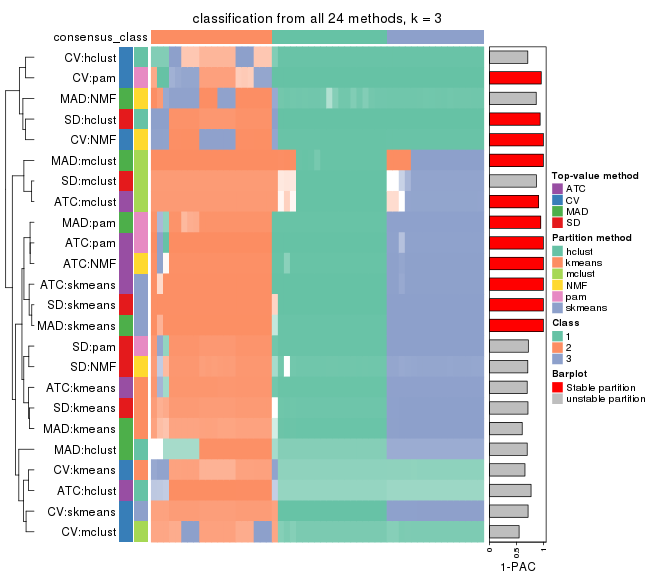 classification from all 24 methods, k = 3
consensus_class
CV:hclust
CV:pam
MAD:NMF
SD:hclust
CV:NMF
MAD:mclust
SD:mclust
ATC:mclust
MAD:pam
ATC:pam
ATC:NMF
ATC:skmeans
SD:skmeans
MAD:skmeans
SD:pam
SD:NMF
ATC:kmeans
SD:kmeans
MAD:kmeans
MAD:hclust
CV:kmeans
ATC:hclust
CV:skmeans
CV:mclust
0
0.5
1
1-PAC
Top-value method
ATC
CV
MAD
SD
Partition method
hclust
kmeans
mclust
NMF
pam
skmeans
Class
1
2
3
Barplot
Stable partition
unstable partition